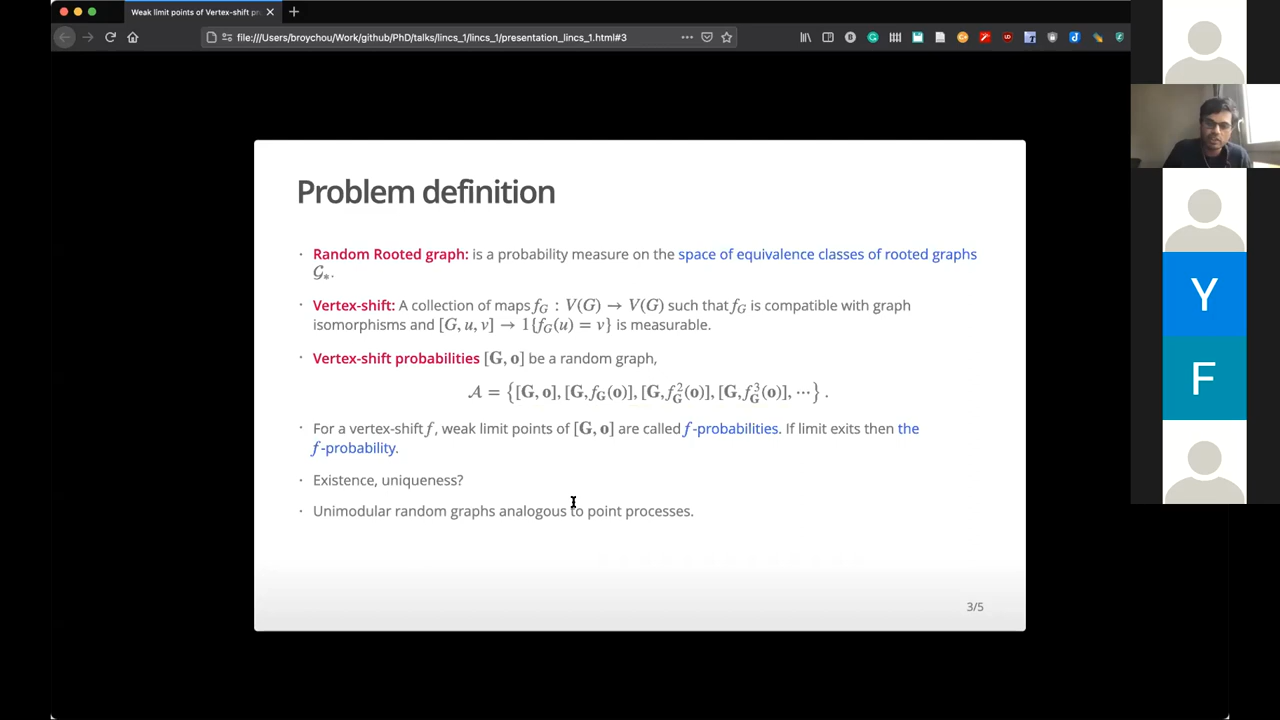 Weak limit points of Vertex-shift pr
file:///Users/broychou/Work/github/PhD/talks/lincs_1/lincs_1/presentation_lincs_1.html#3
Problem definition
· Random Rooted graph: is a probability measure on the space of equivalence classes of rooted graphs
𝒢∗.
· Vertex-shift: A collection of maps f_G : V(G) → V(G) such that f_G is compatible with graph
isomorphisms and [G, u, v] → 1{f_G(u) = v} is measurable.
· Vertex-shift probabilities [G, o] be a random graph,
𝒜 = {[G, o], [G, f_G(o)], [G, f_G^2(o)], [G, f_G^3(o)], ⋯} .
· For a vertex-shift f, weak limit points of [G, o] are called f-probabilities. If limit exits then the
f-probability.
· Existence, uniqueness?
· Unimodular random graphs analogous to point processes.
3/5
Y
F